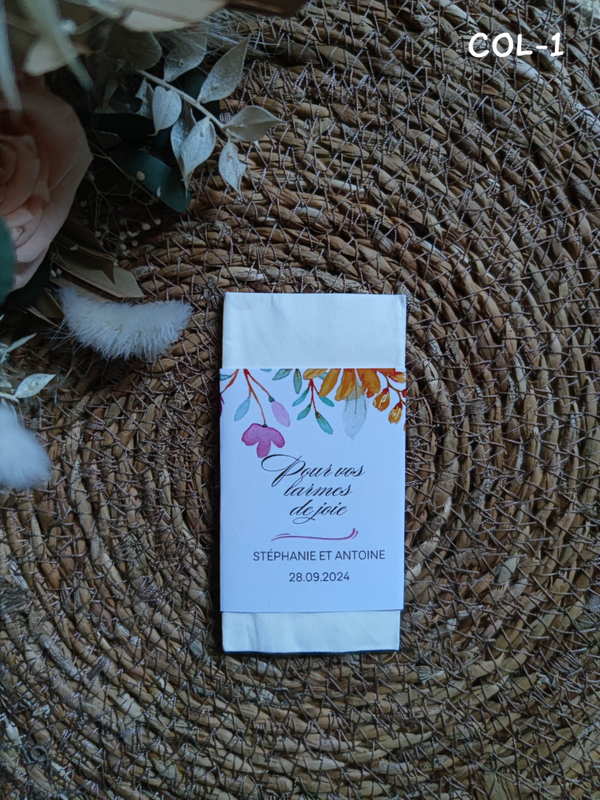 COL-1
Pour vos
larmes
de joie
STÉPHANIE ET ANTOINE
28.09.2024